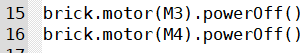 15 brick.motor(M3).powerOff()
16 brick.motor(M4).powerOff()